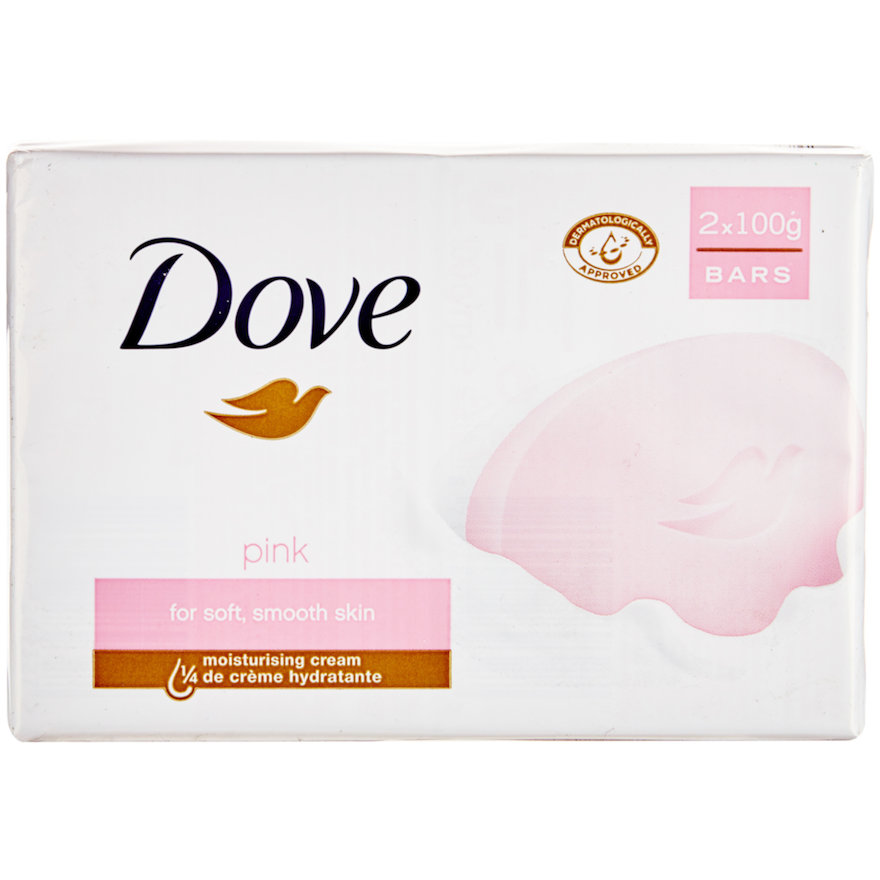 Dove
DERMATOLOGICALLY
APPROVED
2x100g
BARS
pink
for soft, smooth skin
1/4 moisturising cream
de crème hydratante